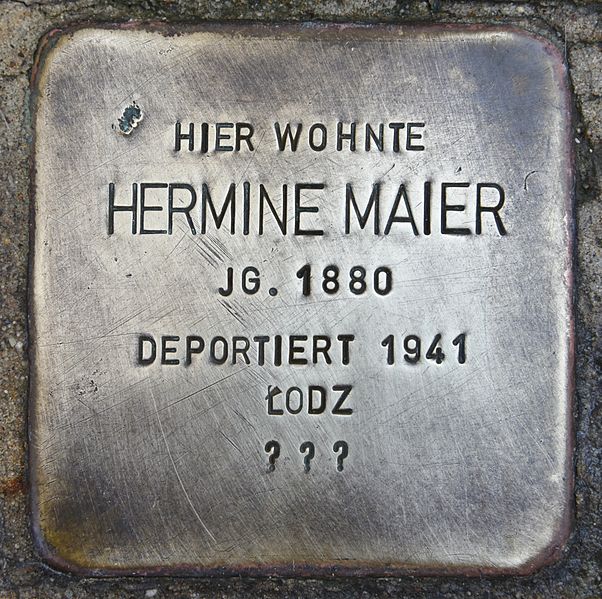 HIER WOHNTE
HERMINE MAIER
JG. 1880
DEPORTIERT 1941
ŁODZ
? ? ?